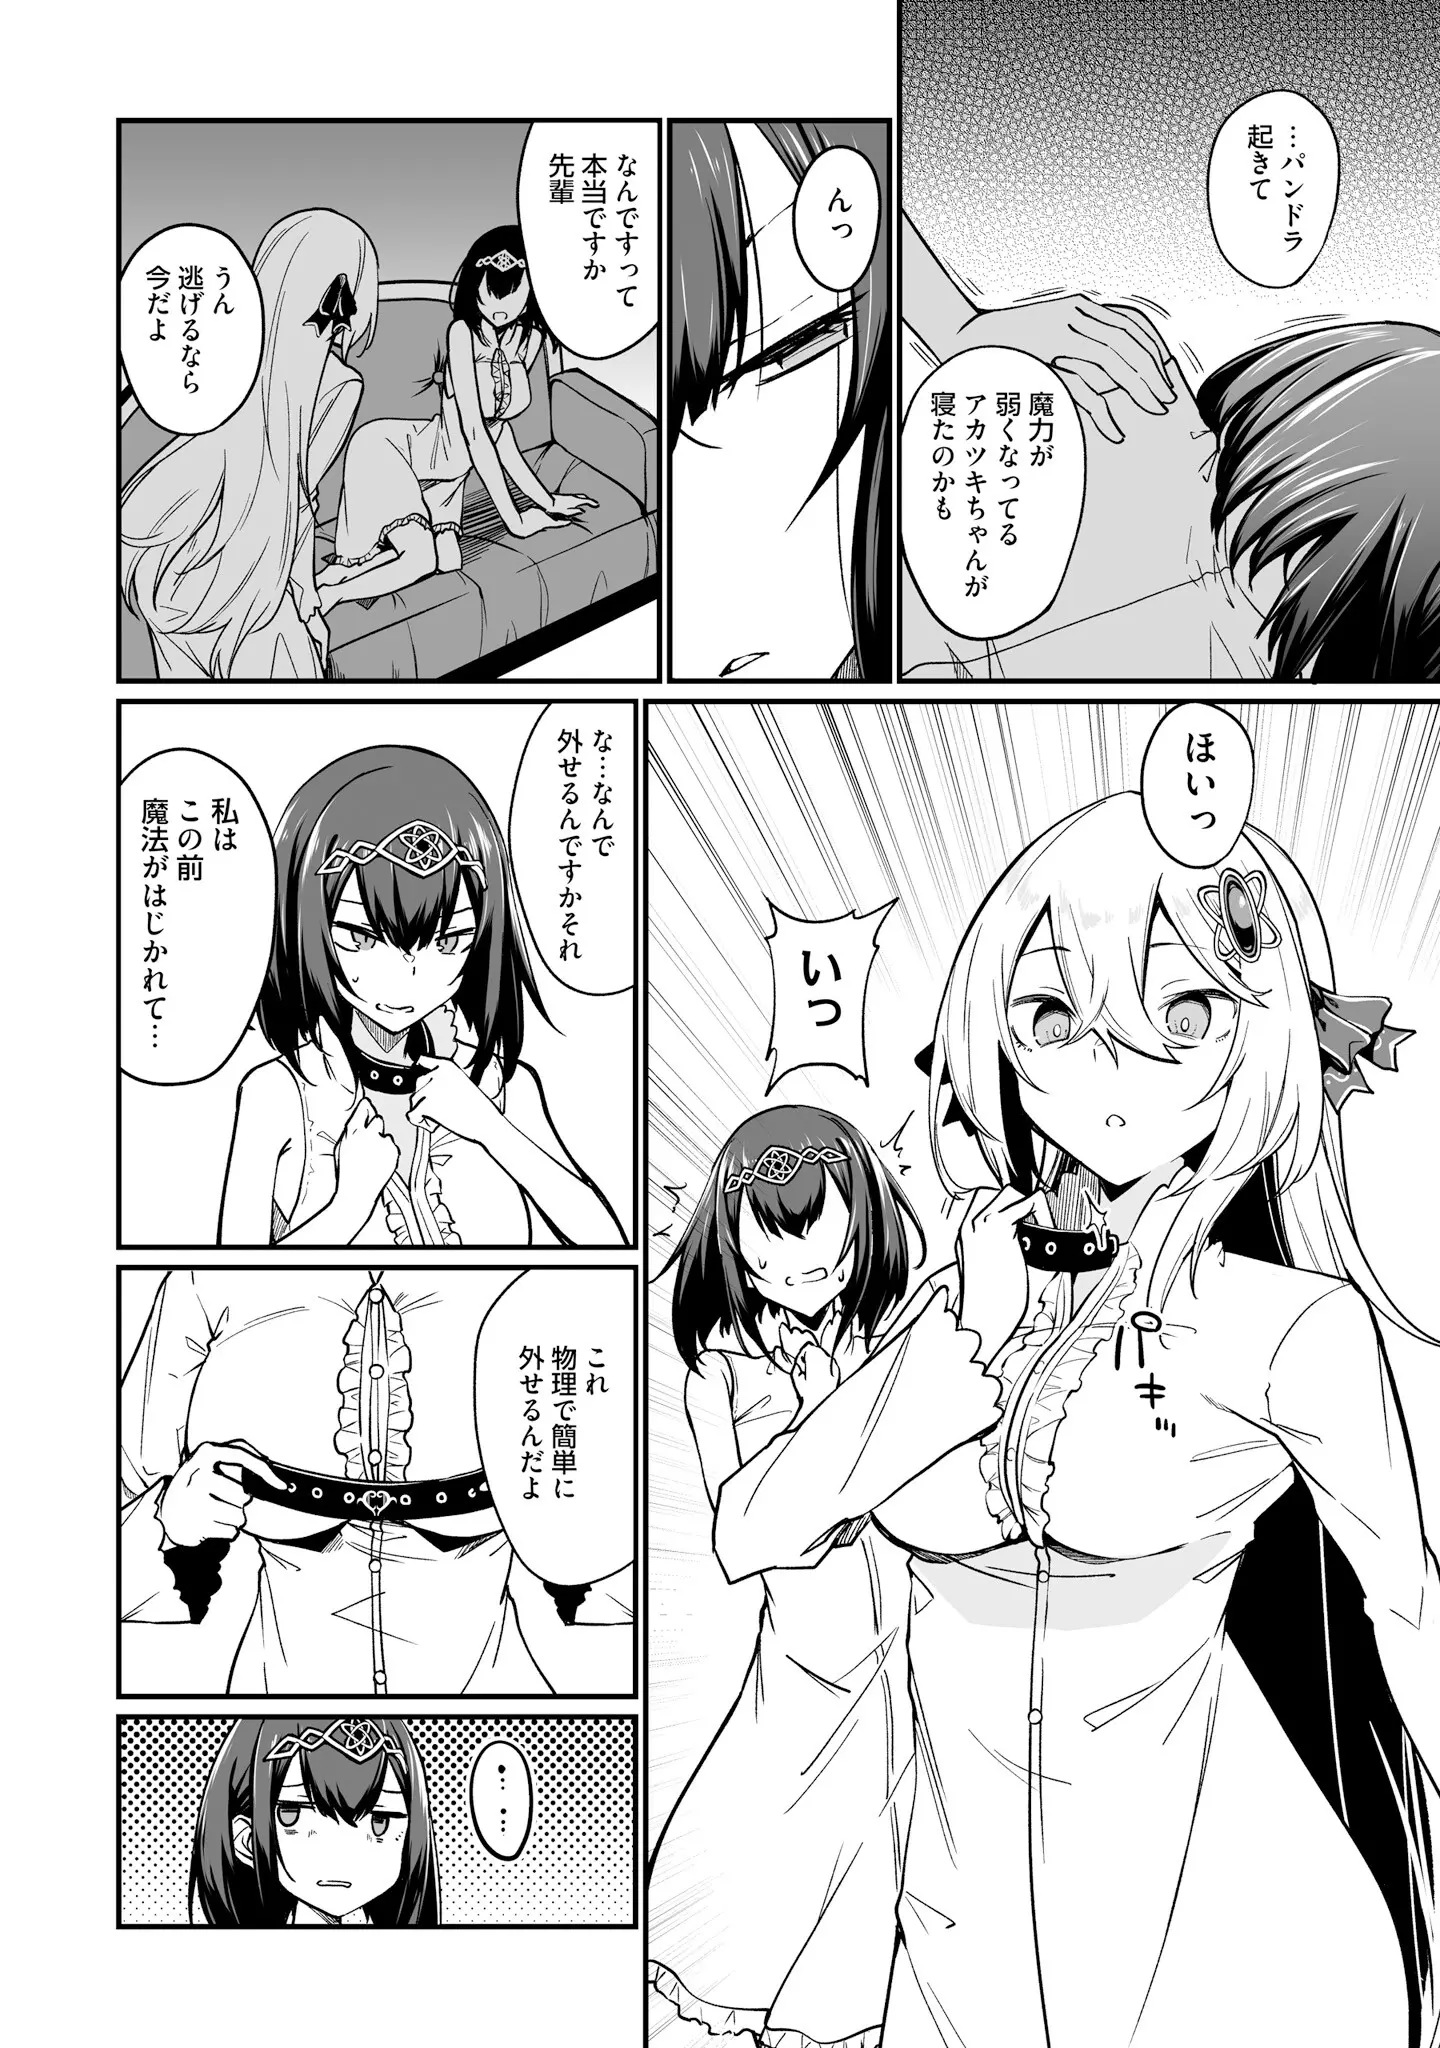 …パンドラ
起きて
魔力が
弱くなってる
アカツキちゃんが
寝たのかも
んっ
なんですって
本当ですか
先輩
うん
逃げるなら
今だよ
ほいっ
いっ
ﾊﾞｷｯ
な…なんで
外せるんですかそれ
私は
この前
魔法がはじかれて…
これ
物理で簡単に
外せるんだよ
……